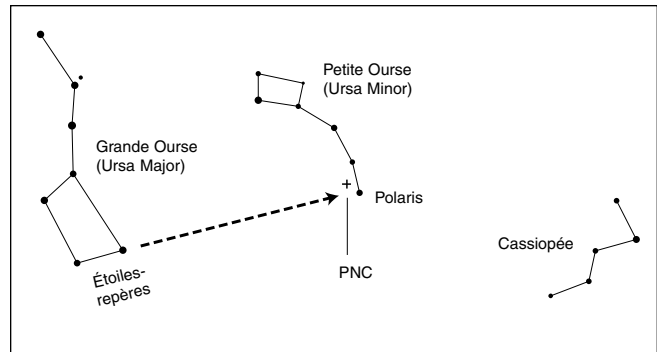 Petite Ourse
(Ursa Minor)
Grande Ourse
(Ursa Major)
+
Polaris
Cassiopée
PNC
Étoiles-
repères